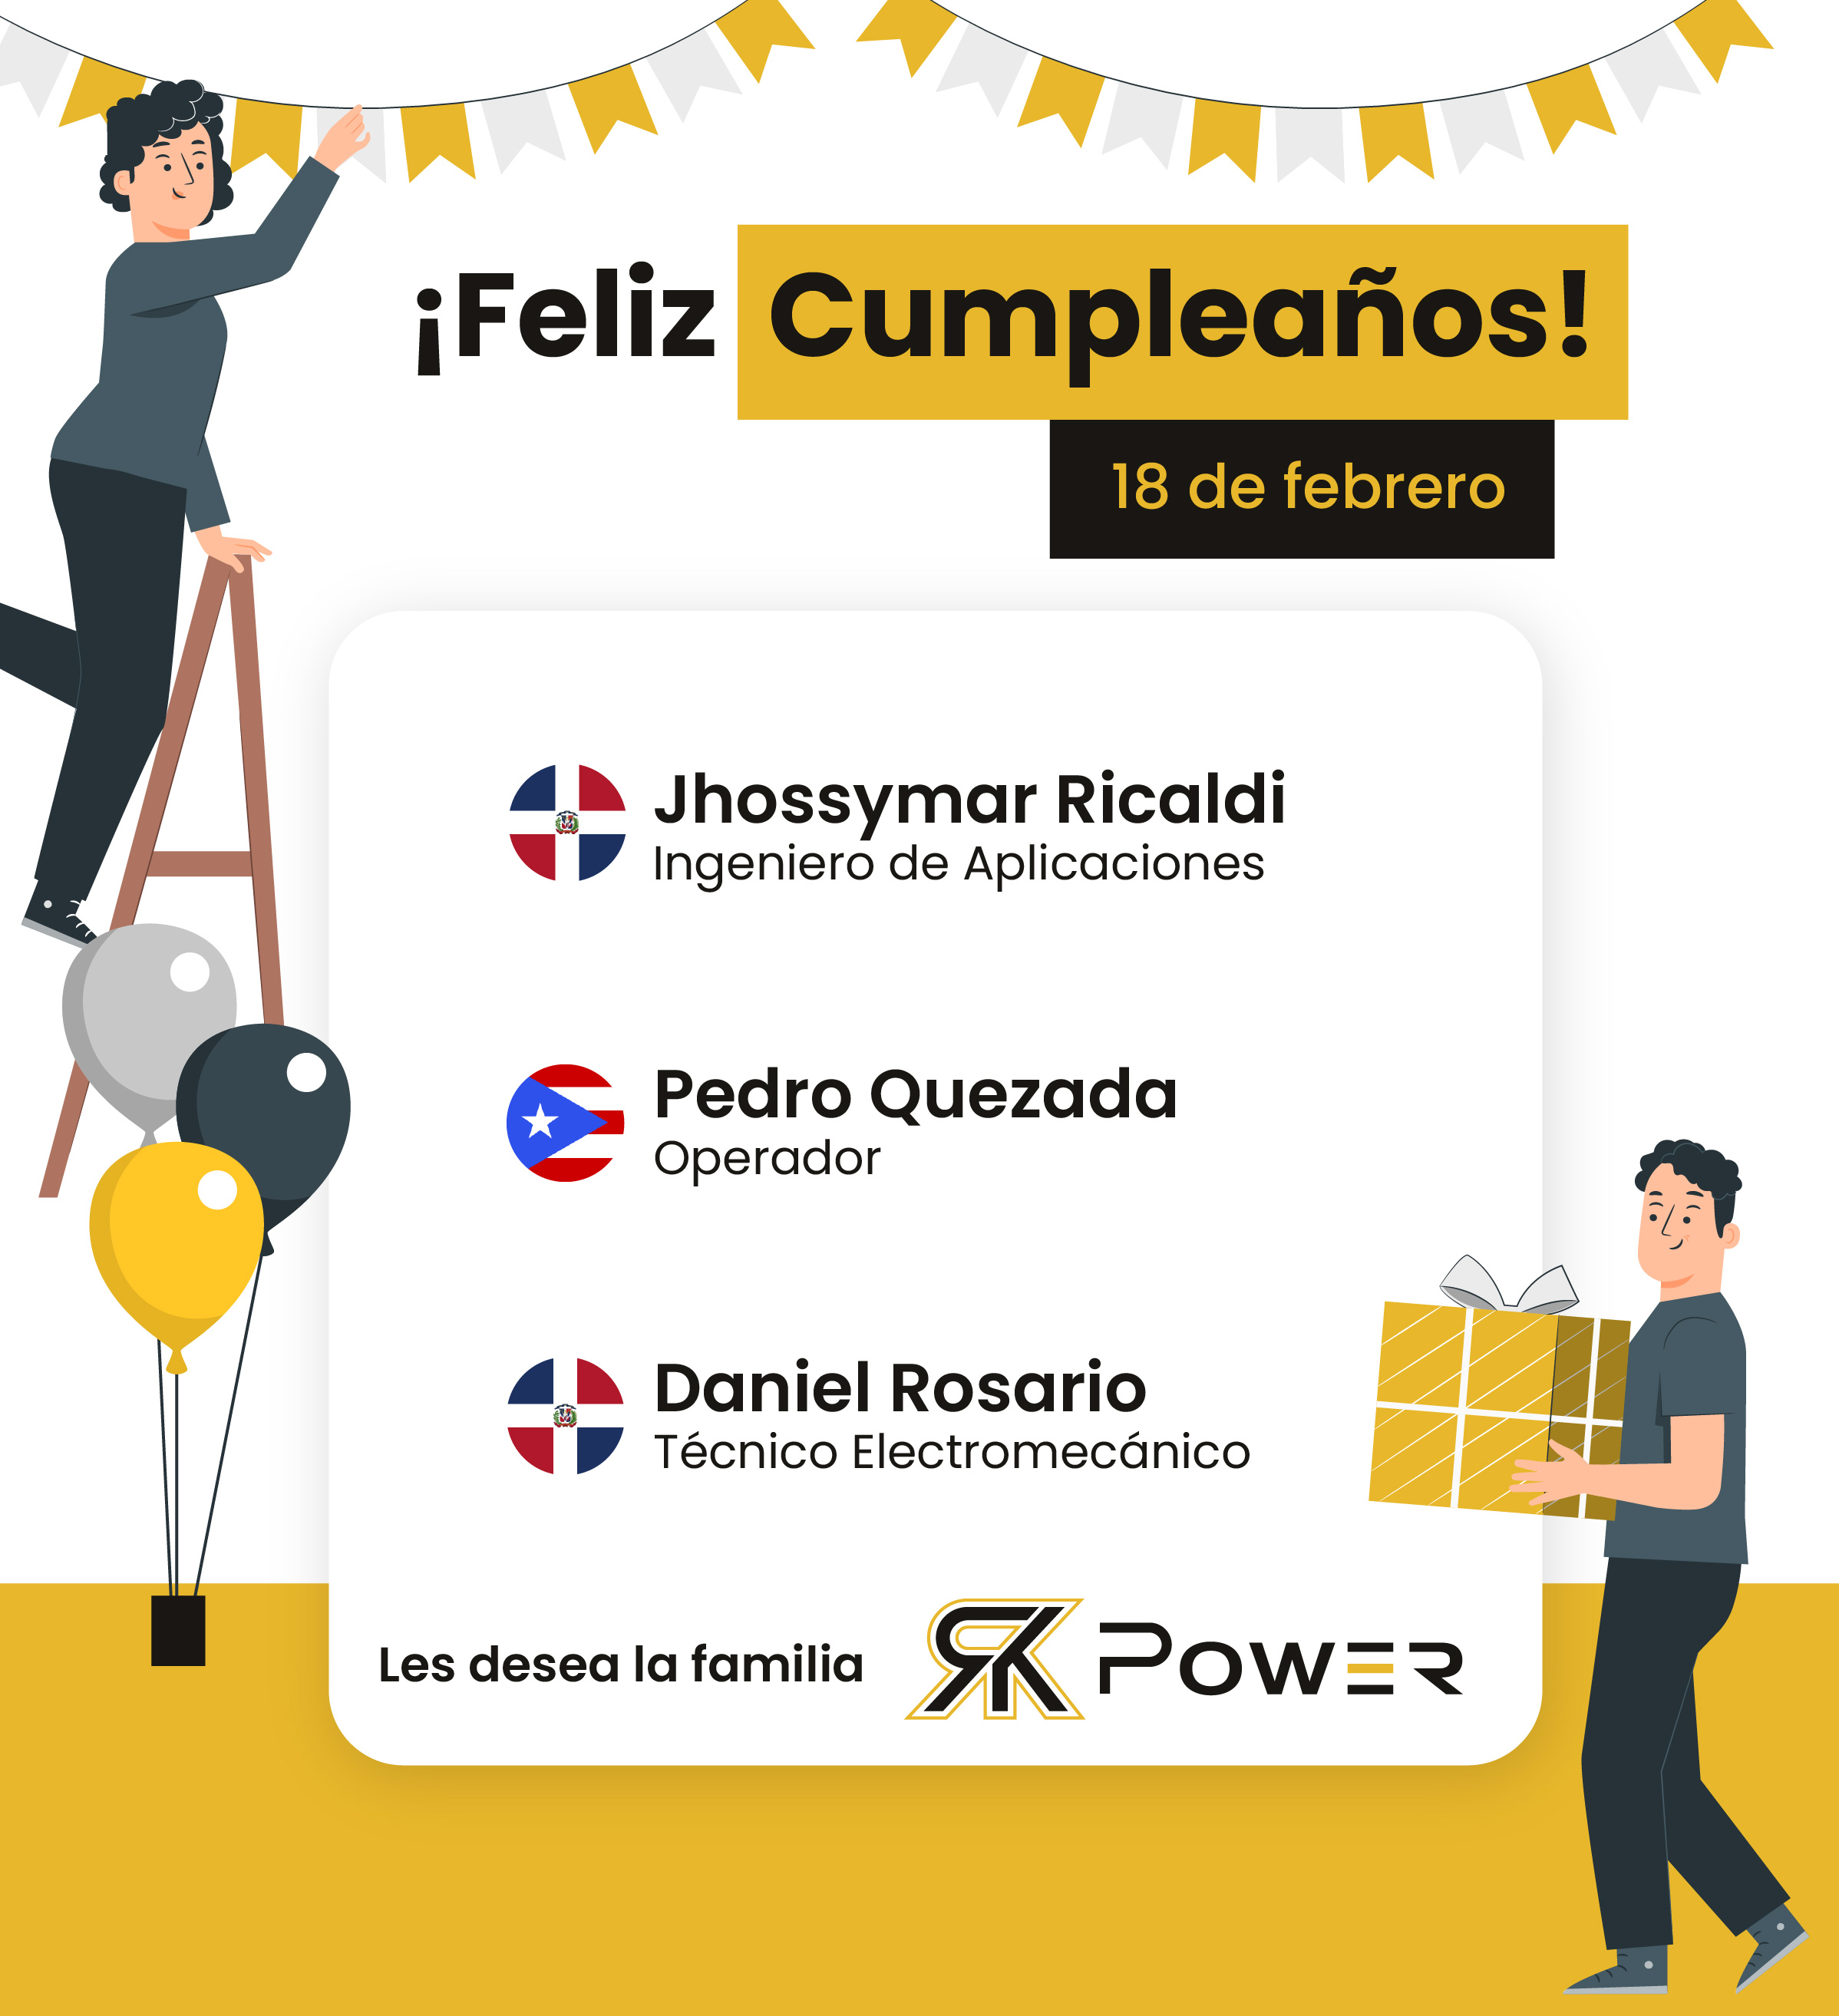 ¡Feliz Cumpleaños!
18 de febrero
Jhossymar Ricaldi
Ingeniero de Aplicaciones
Pedro Quezada
Operador
Daniel Rosario
Técnico Electromecánico
Les desea la familia RK POWER